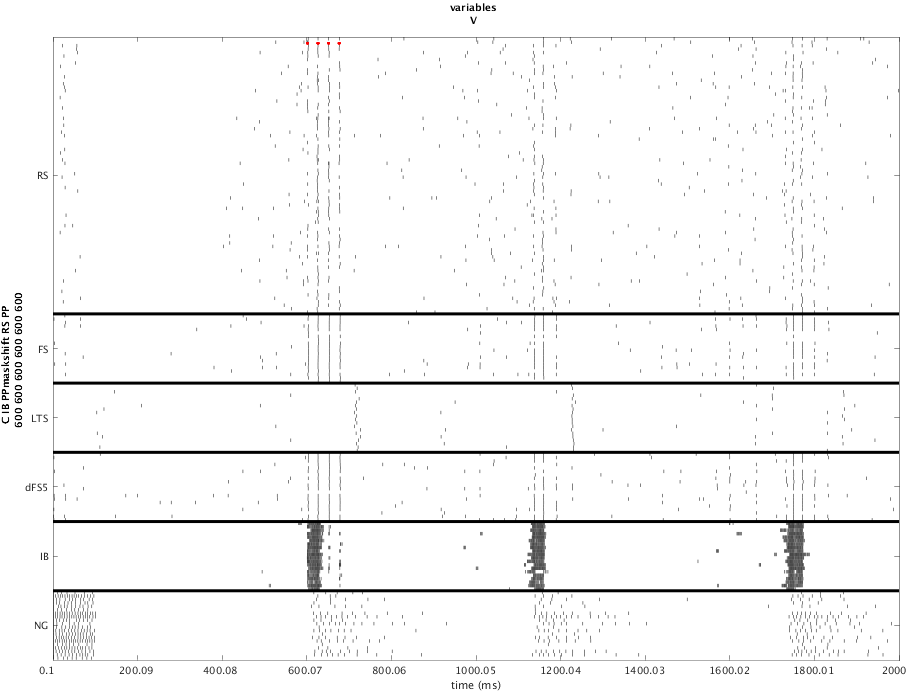 variables
V
C IB PPmaskshift RS PP
600 600 600 600 600 600 600
RS
FS
LTS
dFS5
IB
NG
0.1 200.09 400.08 600.07 800.06 1000.05 1200.04 1400.03 1600.02 1800.01 2000
time (ms)